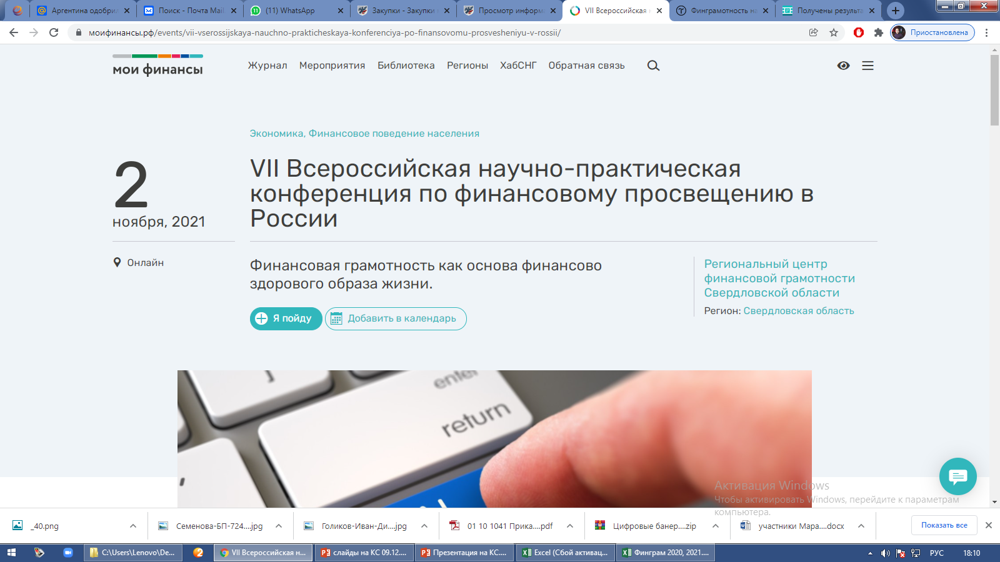 Аргентина одобрил
Поиск - Почта Mail
(11) WhatsApp
Закупки - Закупки
Просмотр информа
VII Всероссийская н
Финграмотность на
Получены результа
моифинансы.рф/events/vii-vserossijskaya-nauchno-prakticheskaya-konferenciya-po-finansovomu-prosvesheniyu-v-rossii/
Приостановлена
мои финансы
Журнал Мероприятия Библиотека Регионы ХабСНГ Обратная связь
Экономика, Финансовое поведение населения
2
ноября, 2021
Онлайн
VII Всероссийская научно-практическая
конференция по финансовому просвещению в
России
Финансовая грамотность как основа финансово
здорового образа жизни.
Я пойду
Добавить в календарь
Региональный центр
финансовой грамотности
Свердловской области
Регион: Свердловская область
enter
return
Активация Windows
Чтобы активировать Windows, перейдите к параметрам
компьютера.
_40.png
Семенова-БП-724....jpg
Голиков-Иван-Ди....jpg
01 10 1041 Прика....pdf
Цифровые банер....zip
участники Мара....docx
Показать все
C:\Users\Lenovo\De...
VII Всероссийская н...
слайды на КС 09.12....
Презентация на КС....
Excel (Сбой активац...
Финграм 2020, 2021....
РУС
18:10